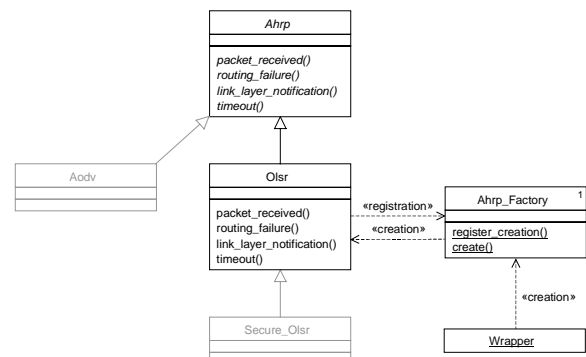 Ahrp
packet_received()
routing_failure()
link_layer_notification()
timeout()
Aodv
Olsr
packet_received()
routing_failure()
link_layer_notification()
timeout()
«registration»
«creation»
Ahrp_Factory
1
register_creation()
create()
«creation»
Secure_Olsr
Wrapper